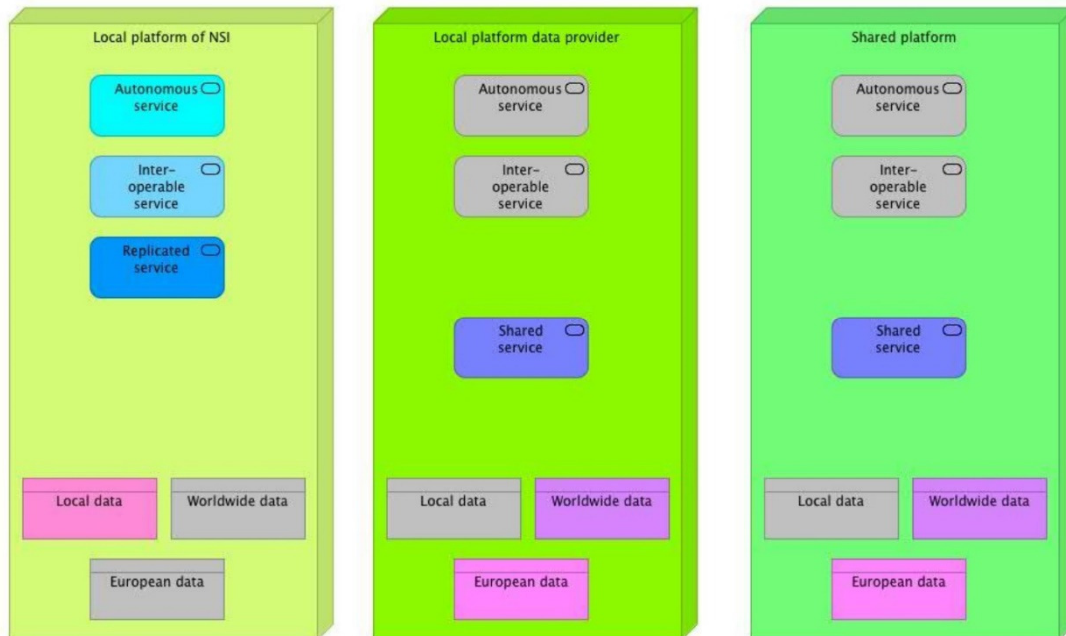 Local platform of NSI
Autonomous
service
Inter-
operable
service
Replicated
service
Local data
Worldwide data
European data
Local platform data provider
Autonomous
service
Inter-
operable
service
Shared
service
Local data
Worldwide data
European data
Shared platform
Autonomous
service
Inter-
operable
service
Shared
service
Local data
Worldwide data
European data